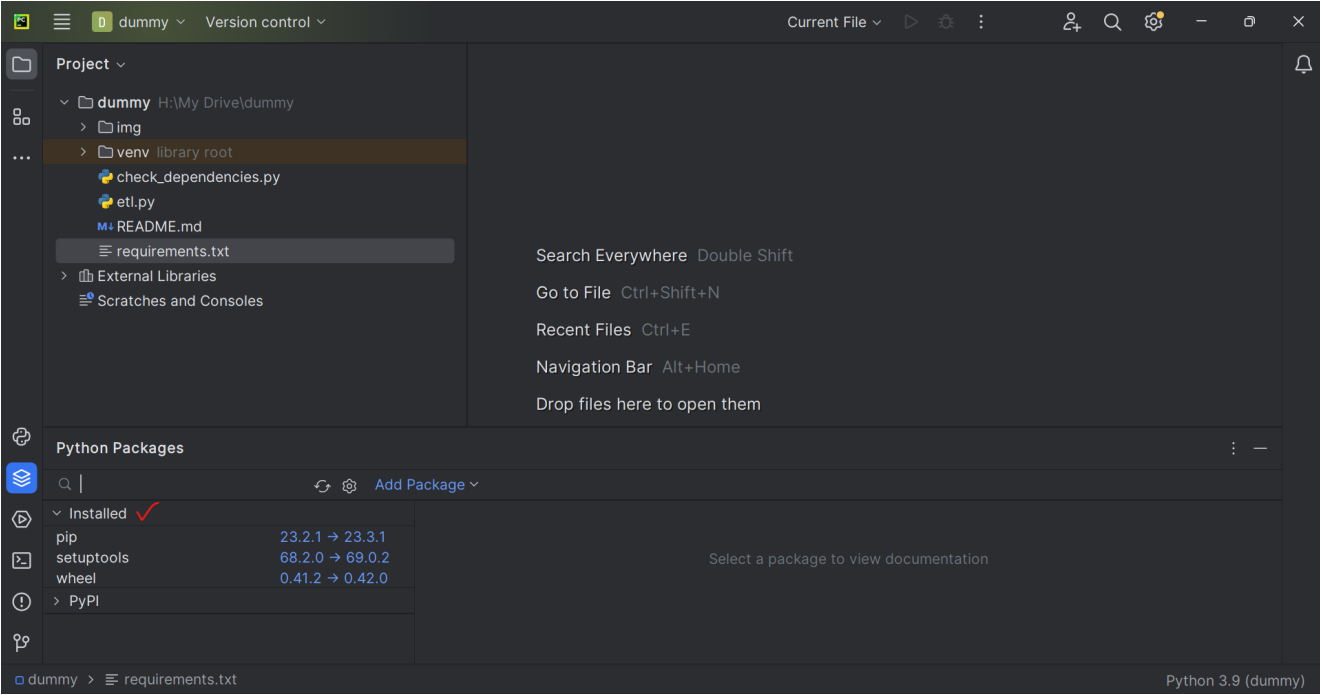 PC D dummy Version control Current File
Project
dummy H:\My Drive\dummy
img
venv library root
check_dependencies.py
etl.py
M↓ README.md
requirements.txt
External Libraries
Scratches and Consoles
Search Everywhere Double Shift
Go to File Ctrl+Shift+N
Recent Files Ctrl+E
Navigation Bar Alt+Home
Drop files here to open them
Python Packages
Add Package
Installed
pip 23.2.1 → 23.3.1
setuptools 68.2.0 → 69.0.2
wheel 0.41.2 → 0.42.0
PyPI
Select a package to view documentation
dummy > requirements.txt
Python 3.9 (dummy)